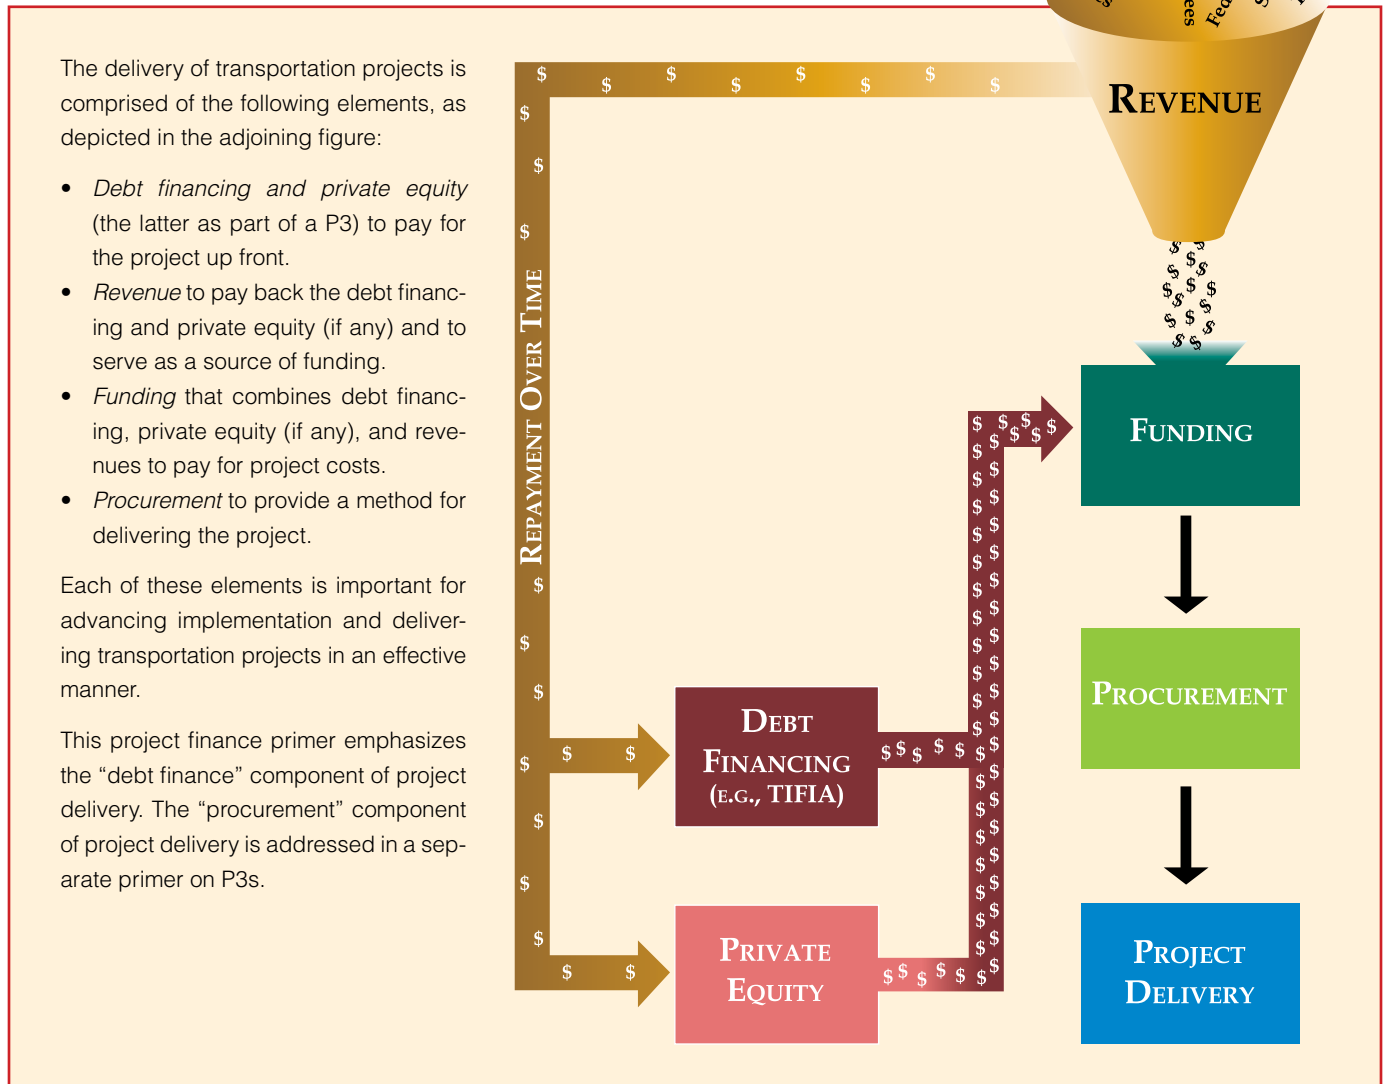 The delivery of transportation projects is
comprised of the following elements, as
depicted in the adjoining figure:
• Debt financing and private equity
(the latter as part of a P3) to pay for
the project up front.
• Revenue to pay back the debt financ-
ing and private equity (if any) and to
serve as a source of funding.
• Funding that combines debt financ-
ing, private equity (if any), and reve-
nues to pay for project costs.
• Procurement to provide a method for
delivering the project.
Each of these elements is important for
advancing implementation and deliver-
ing transportation projects in an effective
manner.
This project finance primer emphasizes
the “debt finance” component of project
delivery. The “procurement” component
of project delivery is addressed in a sep-
arate primer on P3s.
REVENUE
REPAYMENT OVER TIME
FUNDING
PROCUREMENT
DEBT
FINANCING
(E.G., TIFIA)
PRIVATE
EQUITY
PROJECT
DELIVERY